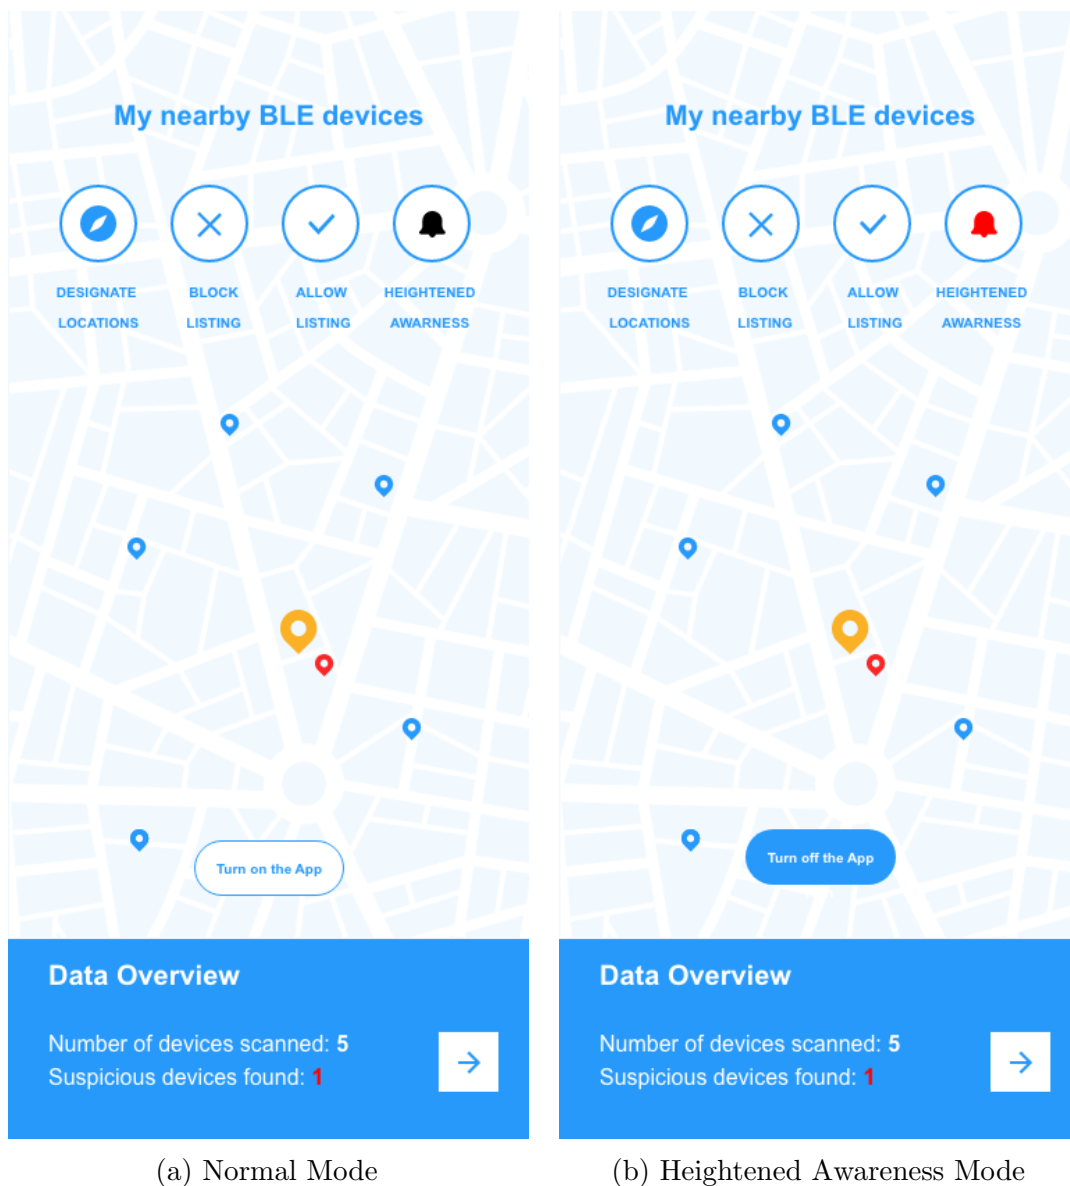 My nearby BLE devices
DESIGNATE LOCATIONS
BLOCK LISTING
ALLOW LISTING
HEIGHTENED AWARNESS
Turn on the App
Data Overview
Number of devices scanned: 5
Suspicious devices found: 1
(a) Normal Mode
My nearby BLE devices
DESIGNATE LOCATIONS
BLOCK LISTING
ALLOW LISTING
HEIGHTENED AWARNESS
Turn off the App
Data Overview
Number of devices scanned: 5
Suspicious devices found: 1
(b) Heightened Awareness Mode